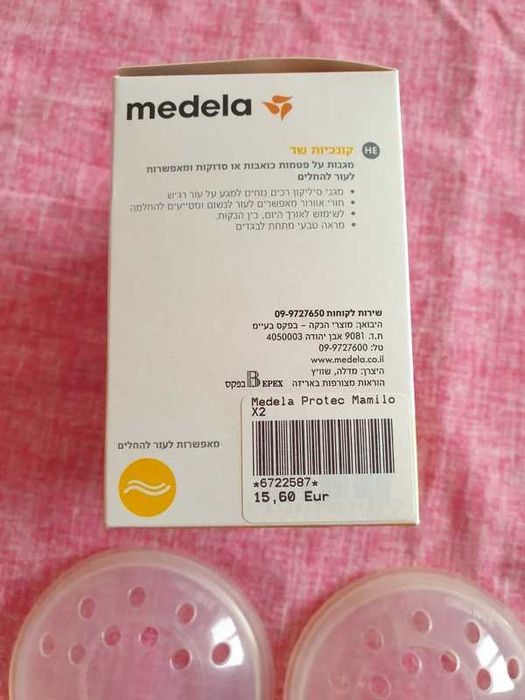 medela
HE
קונכיות שד
מגנות על פטמות כואבות או סדוקות ומאפשרות
לעור להחלים
• מגני סיליקון רכים נוחים למגע על עור רגיש
• חורי אוורור מאפשרים לעור לנשום ומסייעים להחלמה
• לשימוש לאורך היום, בין הנקות.
• מראה טבעי מתחת לבגדים
שירות לקוחות 09-9727650
היבואן: מוצרי הנקה - בפקס בע״מ
ת.ד. 9081 אבן יהודה 4050003
טל: 09-9727600
www.medela.co.il
היצרן: מדלה, שוויץ
הוראות מצורפות באריזה
BEPEX בפקס
Medela Protec Mamilo
X2
*6722587*
15,60 Eur
מאפשרות לעור להחלים